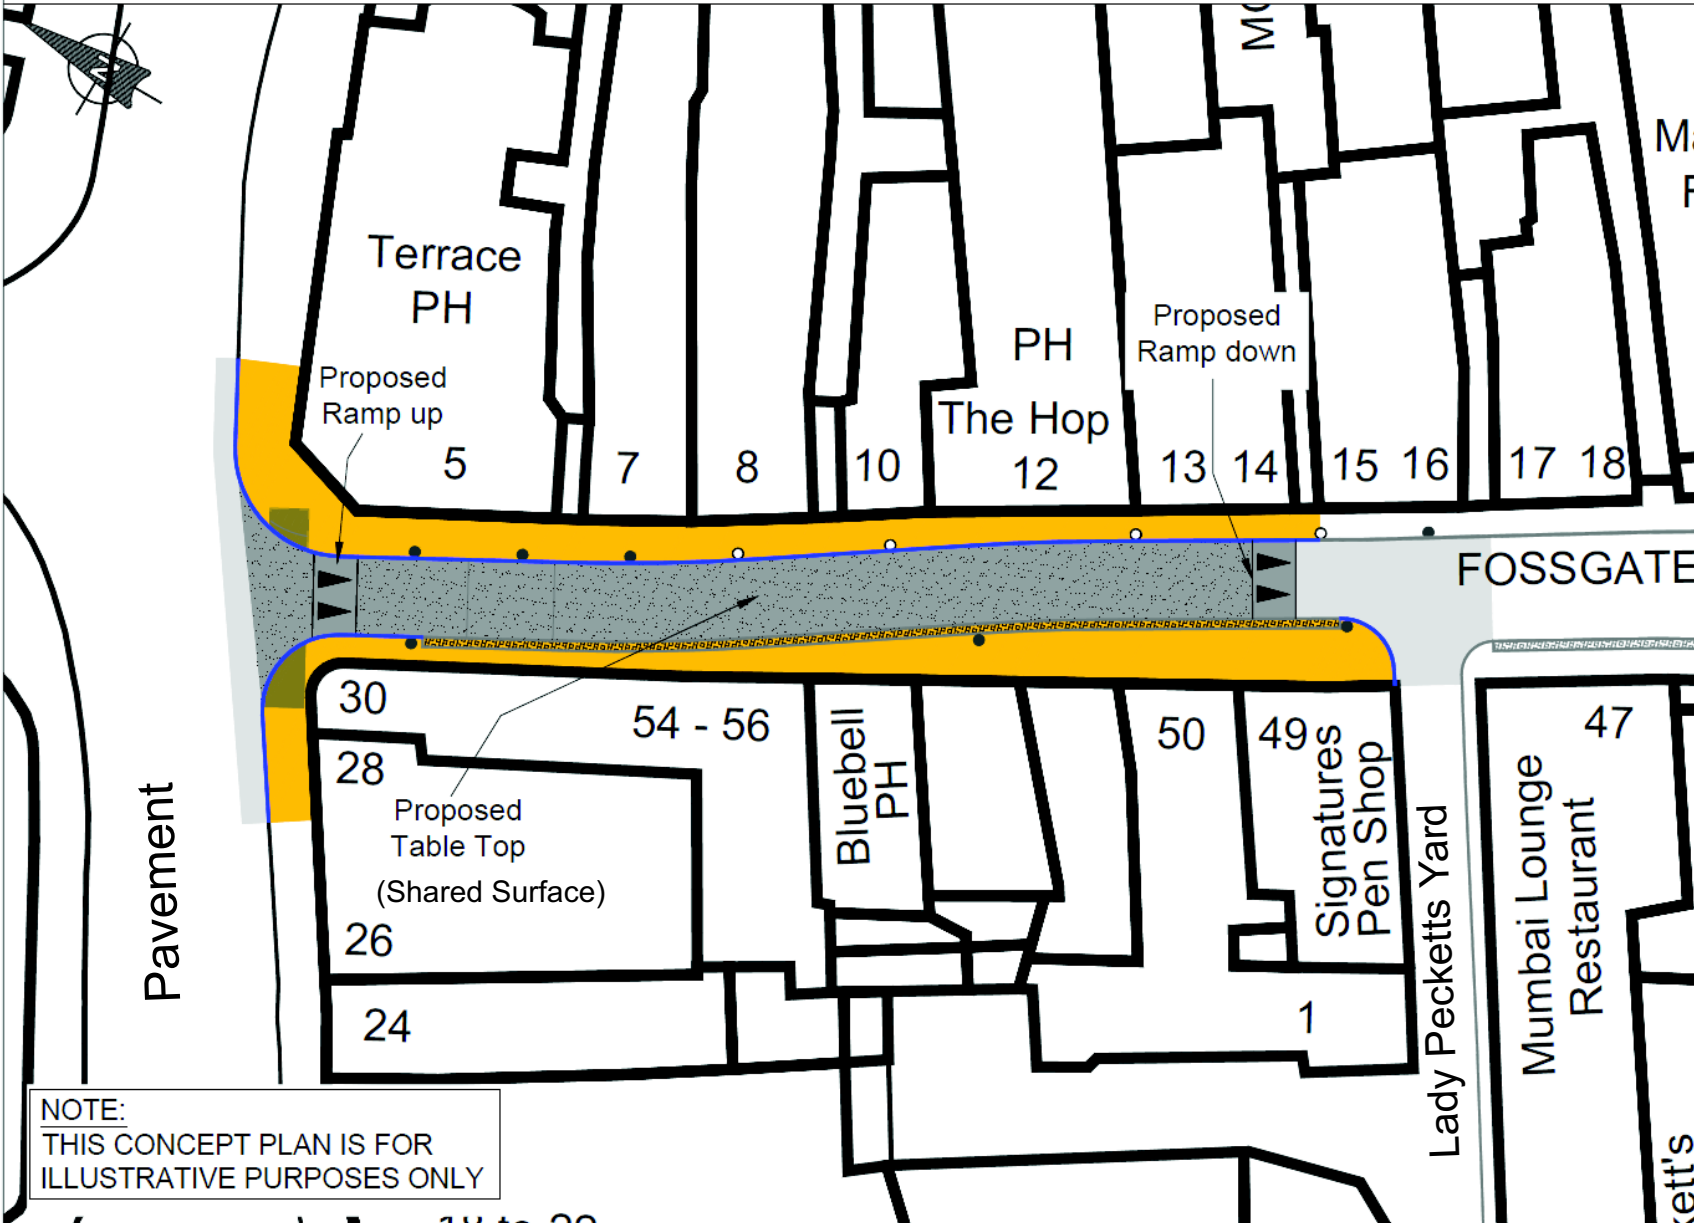 N
Terrace
PH
Proposed
Ramp up
5
7
8
10
PH
The Hop
12
Proposed
Ramp down
13
14
15
16
17
18
FOSSGATE
30
28
54 - 56
Bluebell
PH
50
49
Signatures
Pen Shop
47
Proposed
Table Top
(Shared Surface)
26
24
1
Pavement
Lady Pecketts Yard
Mumbai Lounge
Restaurant
NOTE:
THIS CONCEPT PLAN IS FOR
ILLUSTRATIVE PURPOSES ONLY